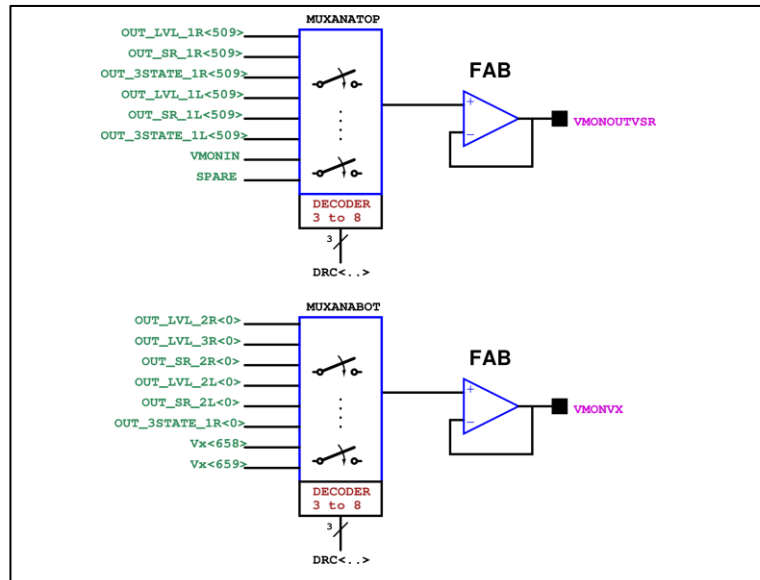 MUXANATOP
OUT_LVL_1R<509>
OUT_SR_1R<509>
OUT_3STATE_1R<509>
OUT_LVL_1L<509>
OUT_SR_1L<509>
OUT_3STATE_1L<509>
VMONIN
SPARE
FAB
+
−
VMONOUTVSR
DECODER
3 to 8
3
DRC<..>
MUXANABOT
OUT_LVL_2R<0>
OUT_LVL_3R<0>
OUT_SR_2R<0>
OUT_LVL_2L<0>
OUT_SR_2L<0>
OUT_3STATE_1R<0>
Vx<658>
Vx<659>
FAB
+
−
VMONVX
DECODER
3 to 8
3
DRC<..>